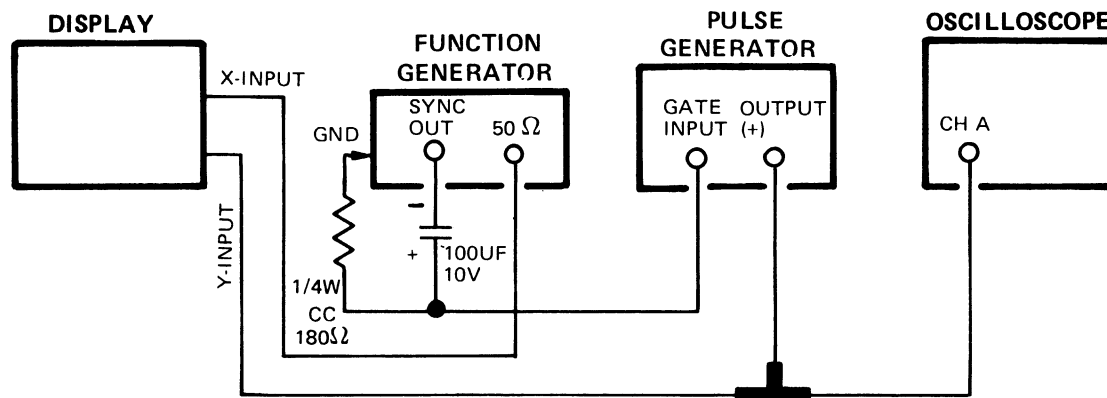 DISPLAY
X-INPUT
Y-INPUT
FUNCTION
GENERATOR
SYNC
OUT
50 Ω
GND
-
+
100UF
10V
1/4W
CC
180Ω
PULSE
GENERATOR
GATE
INPUT
OUTPUT
(+)
OSCILLOSCOPE
CH A